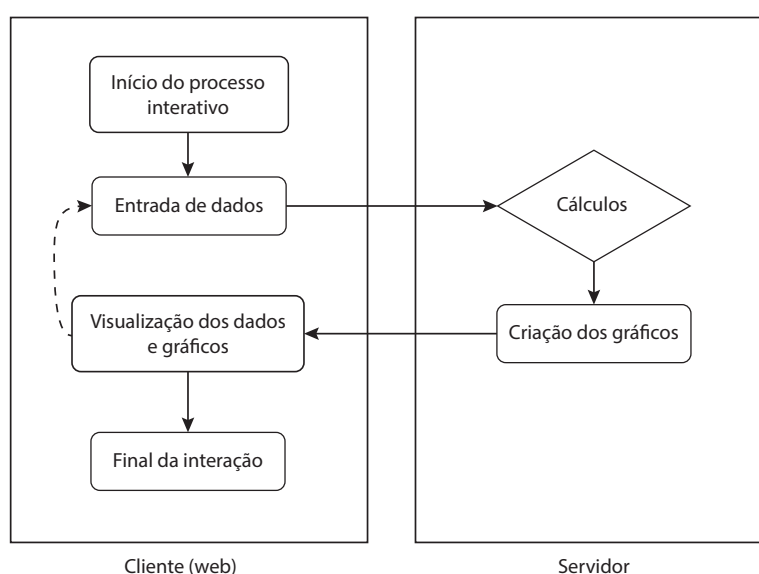 Início do processo
interativo
Entrada de dados
Cálculos
Visualização dos dados
e gráficos
Criação dos gráficos
Final da interação
Cliente (web)
Servidor